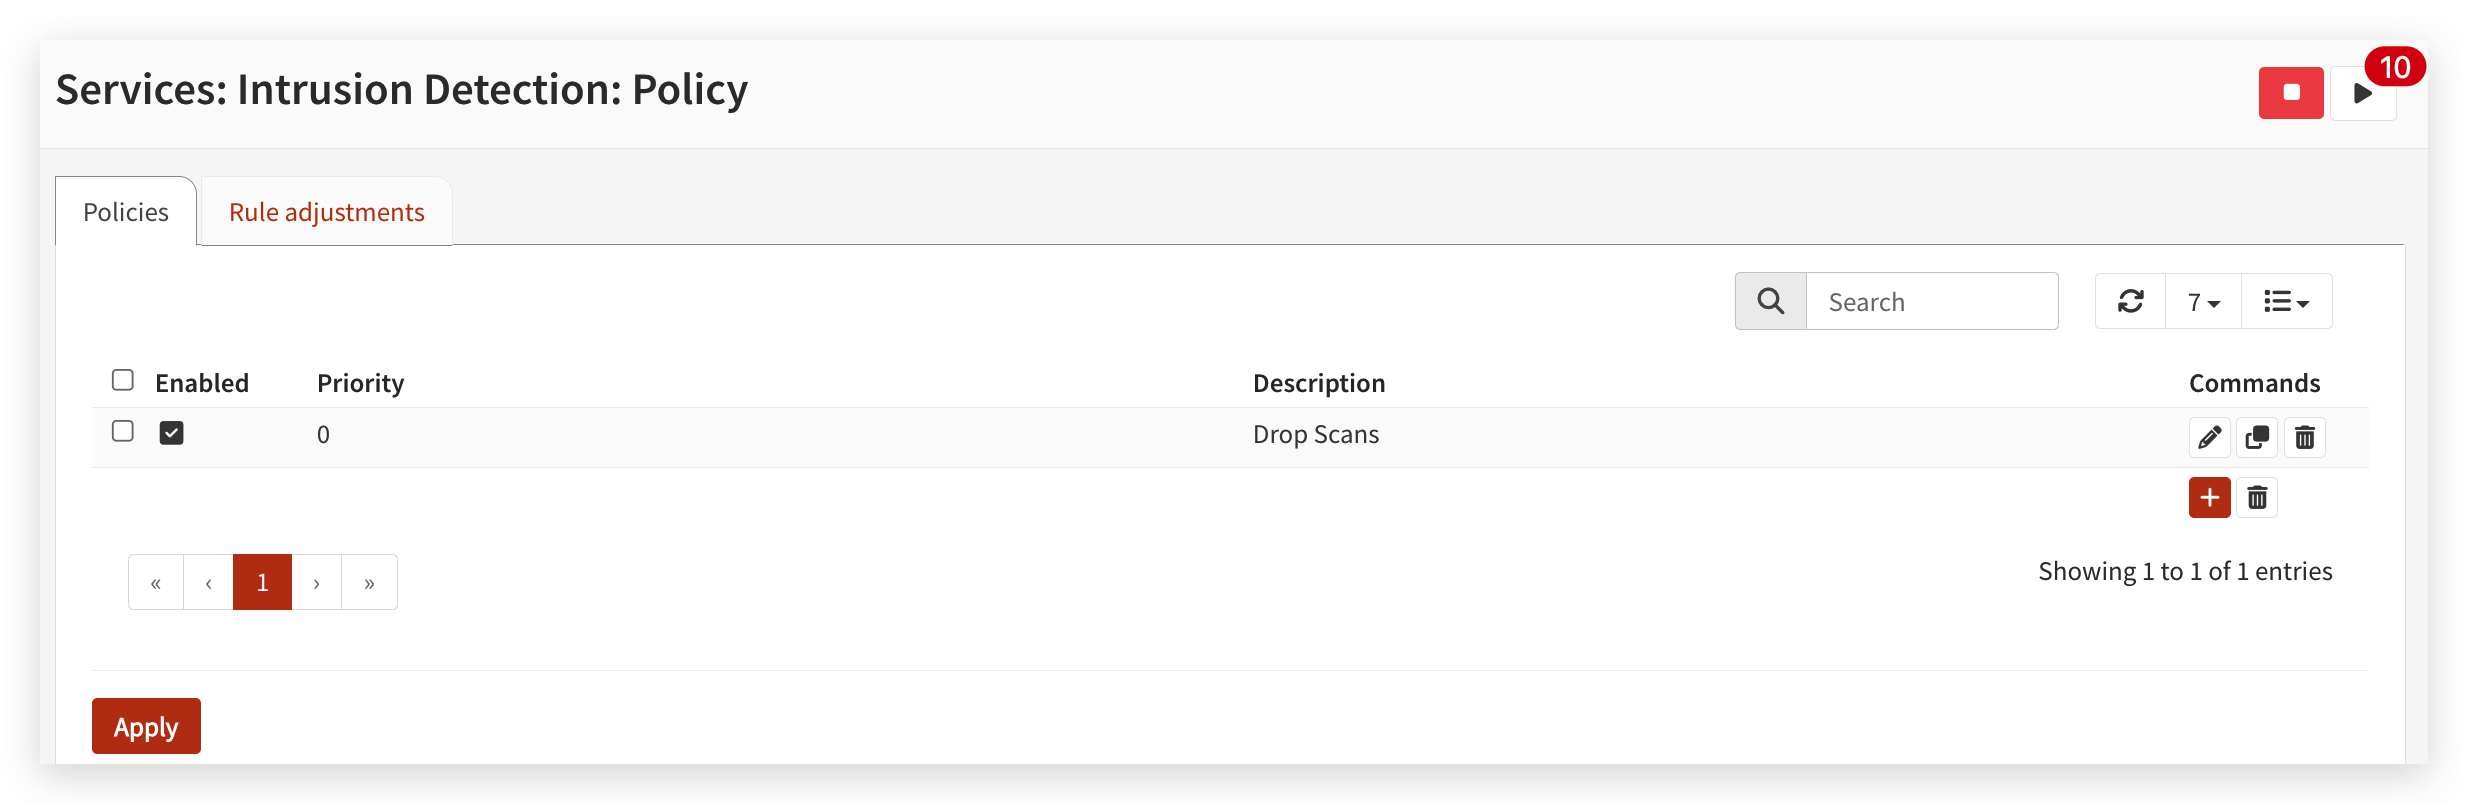 Services: Intrusion Detection: Policy
10
Policies
Rule adjustments
Search
7
Enabled Priority Description Commands
0 Drop Scans
« ‹ 1 › »
Showing 1 to 1 of 1 entries
Apply